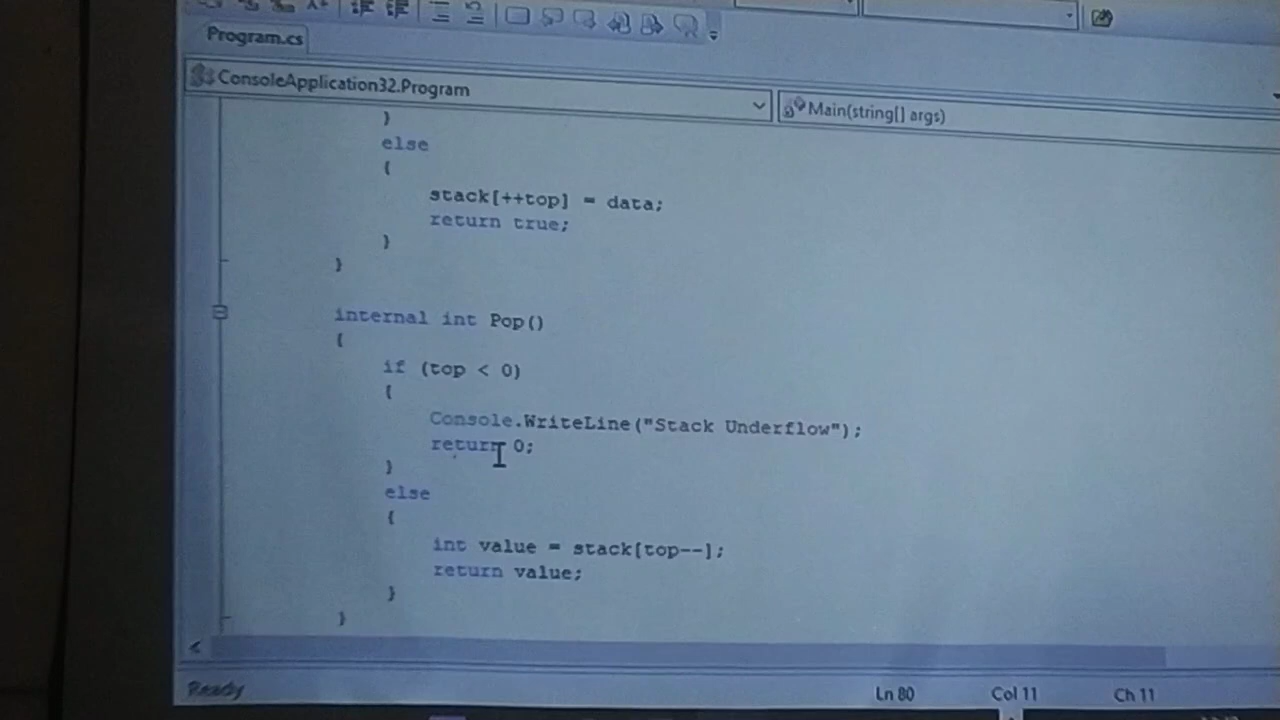 Program.cs
ConsoleApplication32.Program
Main(string[] args)
}
else
{
stack[++top] = data;
return true;
}
}
internal int Pop()
{
if (top < 0)
{
Console.WriteLine("Stack Underflow");
return 0;
}
else
{
int value = stack[top--];
return value;
}
}
Ready
Ln 80
Col 11
Ch 11